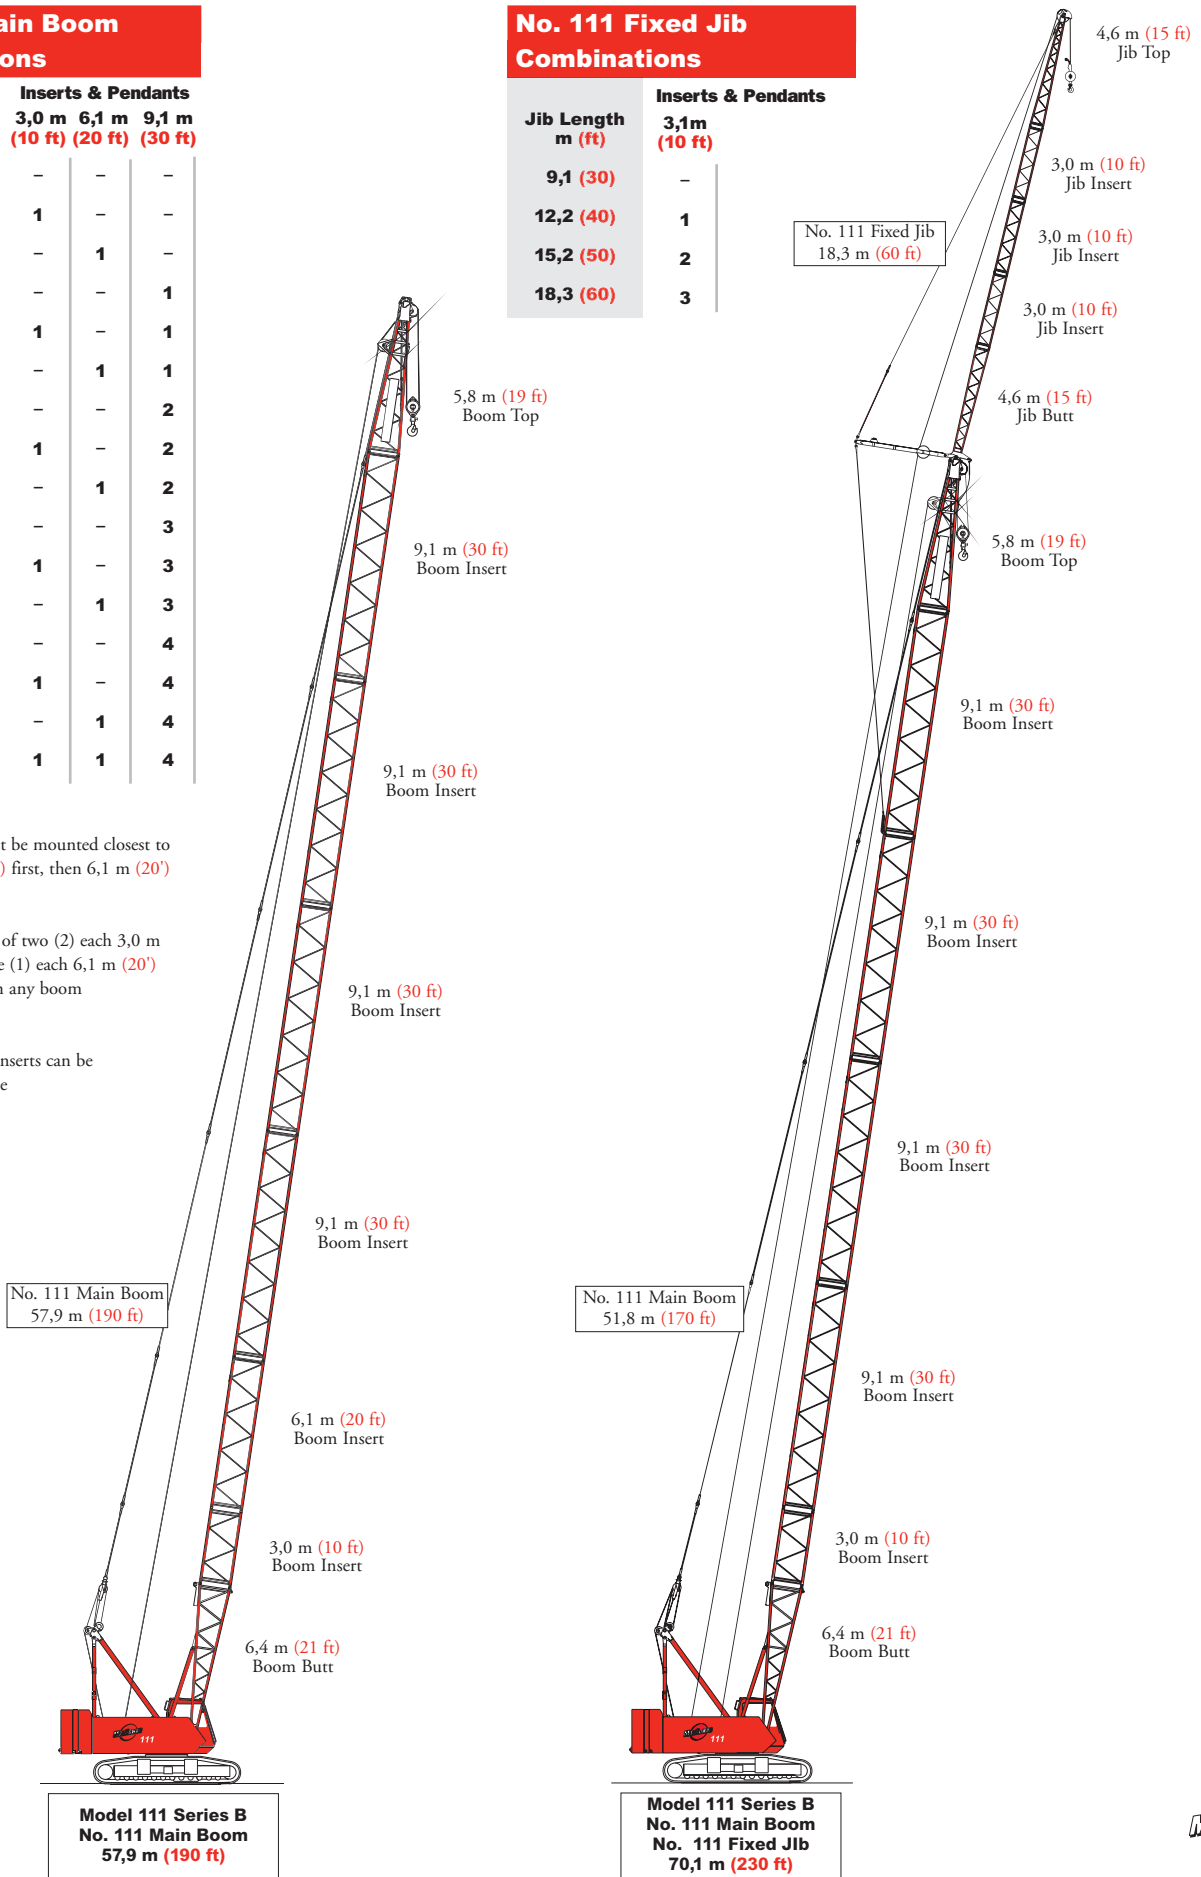 ain Boom
ons
Inserts & Pendants
3,0 m 6,1 m 9,1 m
(10 ft) (20 ft) (30 ft)
– – –
1 – –
– 1 –
– – 1
1 – 1
– 1 1
– – 2
1 – 2
– 1 2
– – 3
1 – 3
– 1 3
– – 4
1 – 4
– 1 4
1 1 4
t be mounted closest to
) first, then 6,1 m (20')
of two (2) each 3,0 m
e (1) each 6,1 m (20')
n any boom
nserts can be
e
5,8 m (19 ft)
Boom Top
9,1 m (30 ft)
Boom Insert
9,1 m (30 ft)
Boom Insert
9,1 m (30 ft)
Boom Insert
9,1 m (30 ft)
Boom Insert
No. 111 Main Boom
57,9 m (190 ft)
6,1 m (20 ft)
Boom Insert
3,0 m (10 ft)
Boom Insert
6,4 m (21 ft)
Boom Butt
111
Model 111 Series B
No. 111 Main Boom
57,9 m (190 ft)
No. 111 Fixed Jib
Combinations
Inserts & Pendants
Jib Length
m (ft)
3,1m
(10 ft)
9,1 (30) –
12,2 (40) 1
15,2 (50) 2
18,3 (60) 3
4,6 m (15 ft)
Jib Top
3,0 m (10 ft)
Jib Insert
No. 111 Fixed Jib
18,3 m (60 ft)
3,0 m (10 ft)
Jib Insert
3,0 m (10 ft)
Jib Insert
4,6 m (15 ft)
Jib Butt
5,8 m (19 ft)
Boom Top
9,1 m (30 ft)
Boom Insert
9,1 m (30 ft)
Boom Insert
9,1 m (30 ft)
Boom Insert
No. 111 Main Boom
51,8 m (170 ft)
9,1 m (30 ft)
Boom Insert
3,0 m (10 ft)
Boom Insert
6,4 m (21 ft)
Boom Butt
111
Model 111 Series B
No. 111 Main Boom
No. 111 Fixed JIb
70,1 m (230 ft)